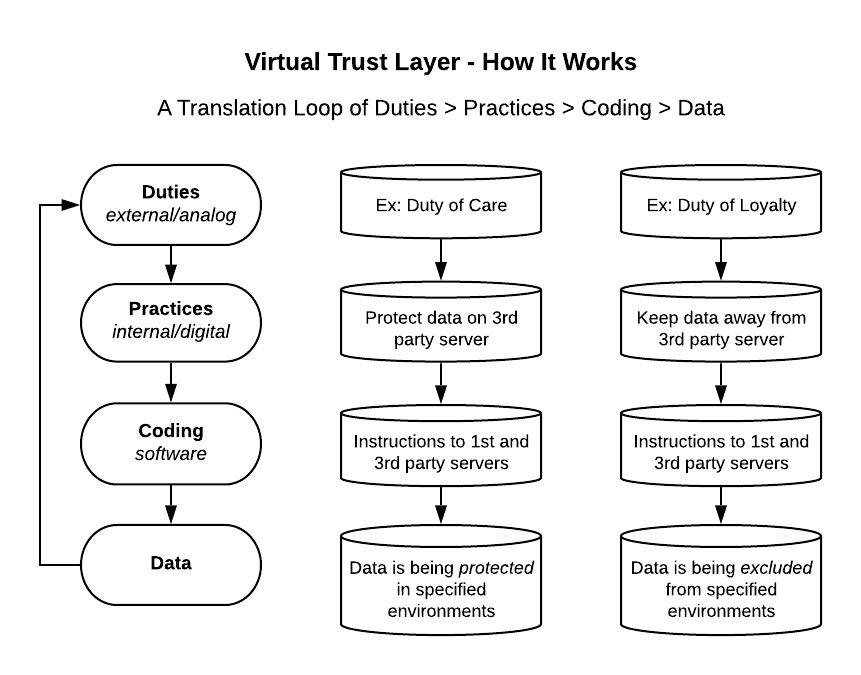 Virtual Trust Layer - How It Works
A Translation Loop of Duties > Practices > Coding > Data
Duties
external/analog
Practices
internal/digital
Coding
software
Data
Ex: Duty of Care
Protect data on 3rd
party server
Instructions to 1st and
3rd party servers
Data is being protected
in specified
environments
Ex: Duty of Loyalty
Keep data away from
3rd party server
Instructions to 1st and
3rd party servers
Data is being excluded
from specified
environments